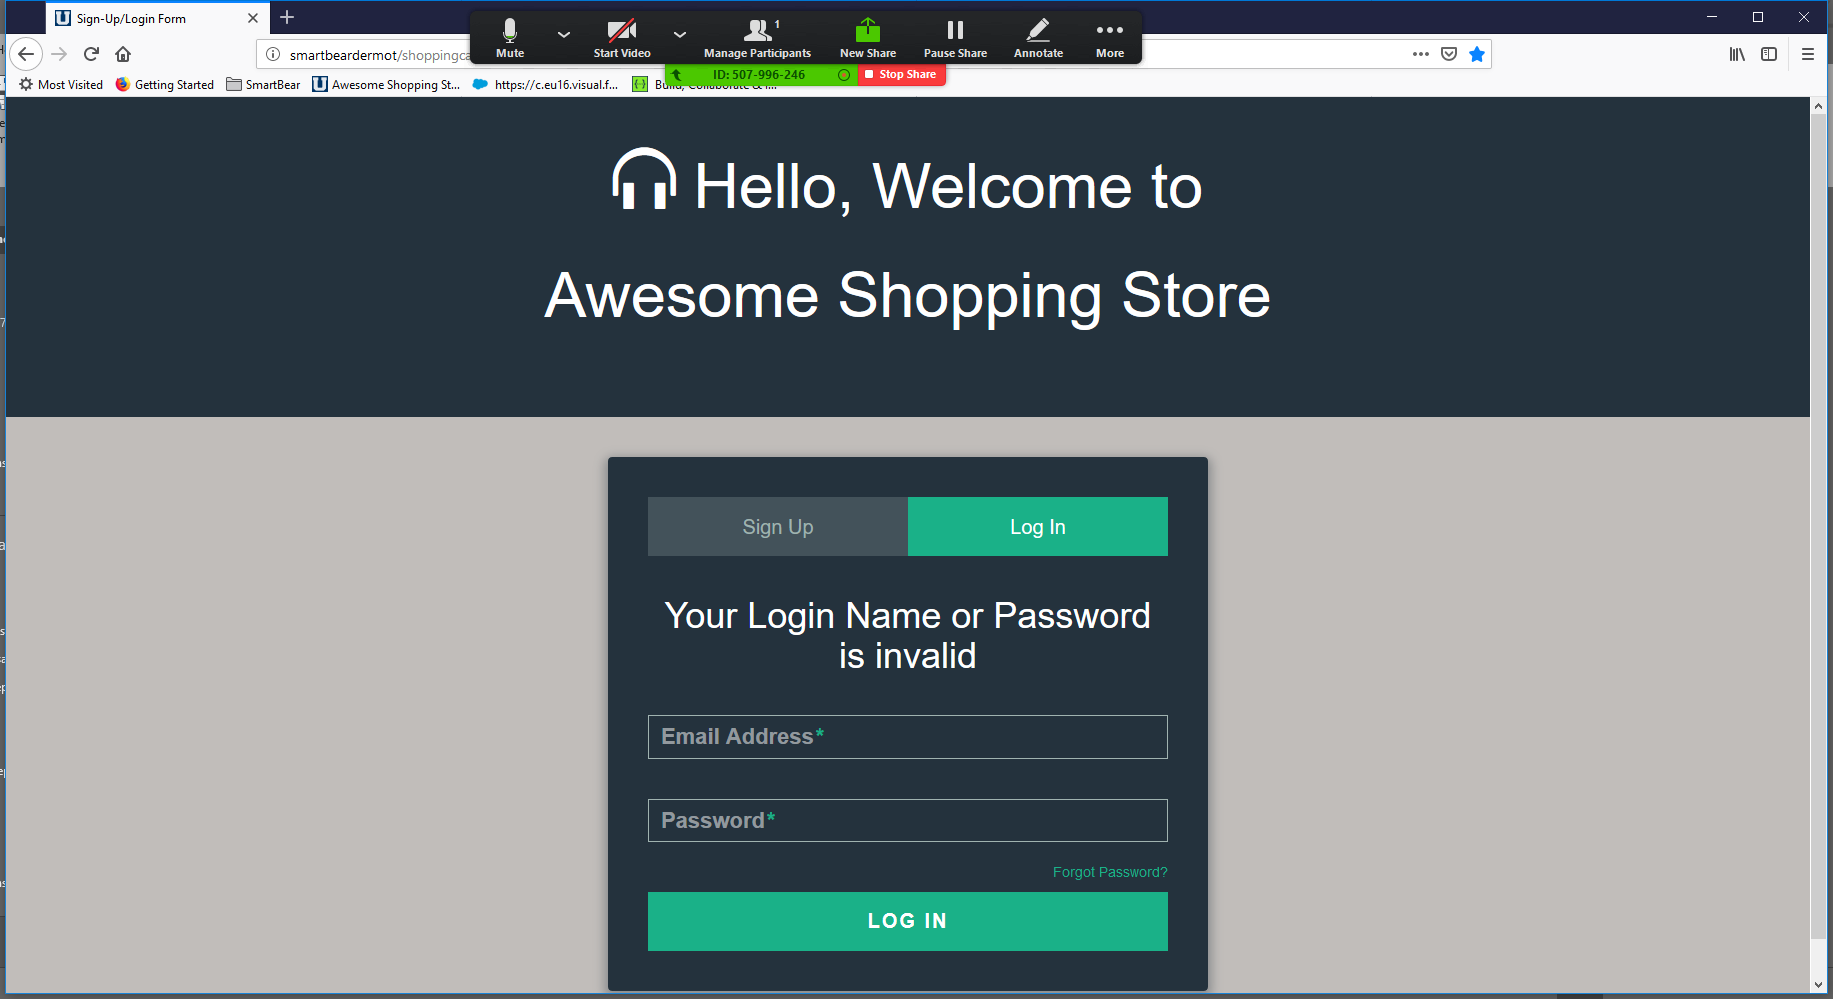 Sign-Up/Login Form
Mute
Start Video
1
Manage Participants
New Share
Pause Share
Annotate
More
smartbeardermot/shoppingca
ID: 507-996-246
Stop Share
Most Visited
Getting Started
SmartBear
Awesome Shopping St...
https://c.eu16.visual.f...
Build, Collaborate & I...
Hello, Welcome to
Awesome Shopping Store
Sign Up
Log In
Your Login Name or Password
is invalid
Email Address*
Password*
Forgot Password?
LOG IN